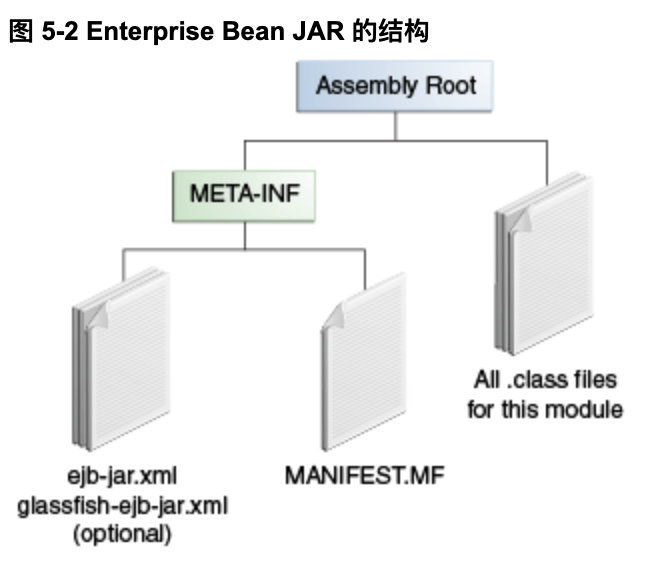 图 5-2 Enterprise Bean JAR 的结构
Assembly Root
META-INF
All .class files
for this module
ejb-jar.xml
glassfish-ejb-jar.xml
(optional)
MANIFEST.MF